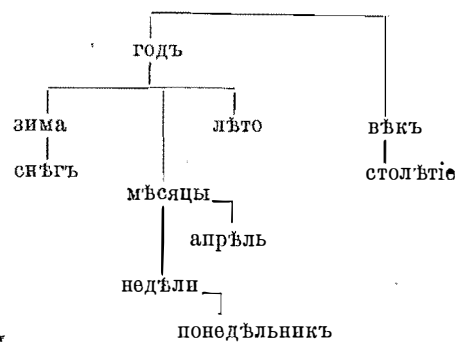 годъ
зима лѣто вѣкъ
снѣгъ столѣтіе
мѣсяцы
апрѣль
недѣли
понедѣльникъ